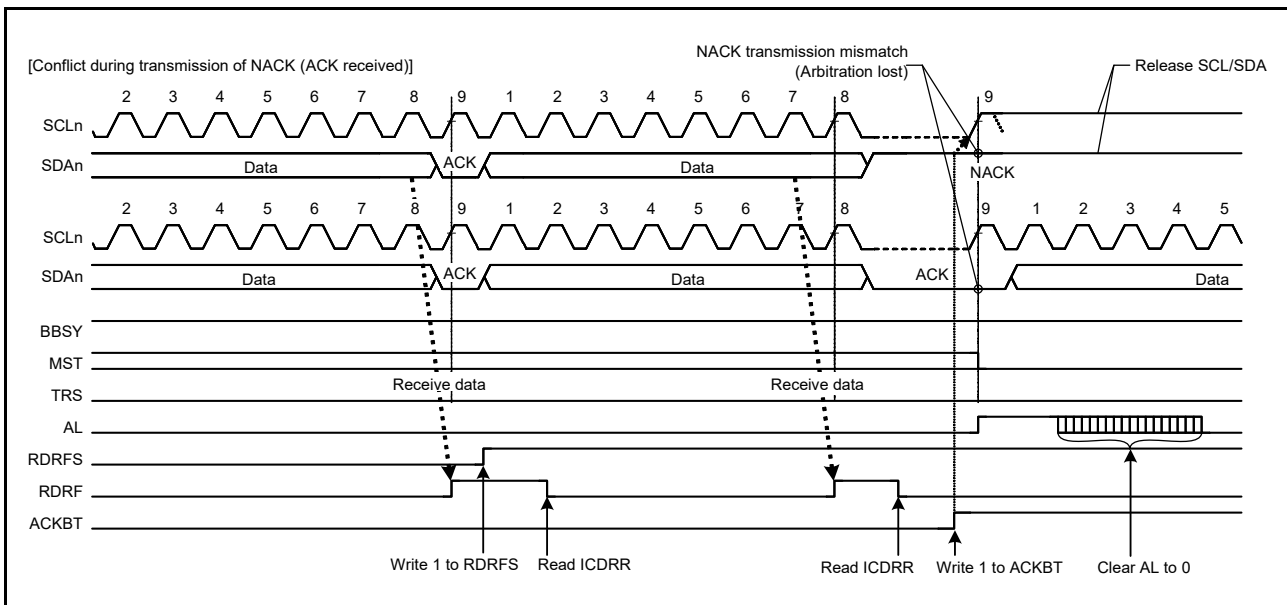 [Conflict during transmission of NACK (ACK received)]
NACK transmission mismatch
(Arbitration lost)
Release SCL/SDA
2 3 4 5 6 7 8 9 1 2 3 4 5 6 7 8 9
SCLn
SDAn
Data ACK Data NACK
2 3 4 5 6 7 8 9 1 2 3 4 5 6 7 8 9 1 2 3 4 5
SCLn
SDAn
Data ACK Data ACK Data
BBSY
MST
Receive data Receive data
TRS
AL
RDRFS
RDRF
ACKBT
Write 1 to RDRFS Read ICDRR Read ICDRR Write 1 to ACKBT Clear AL to 0